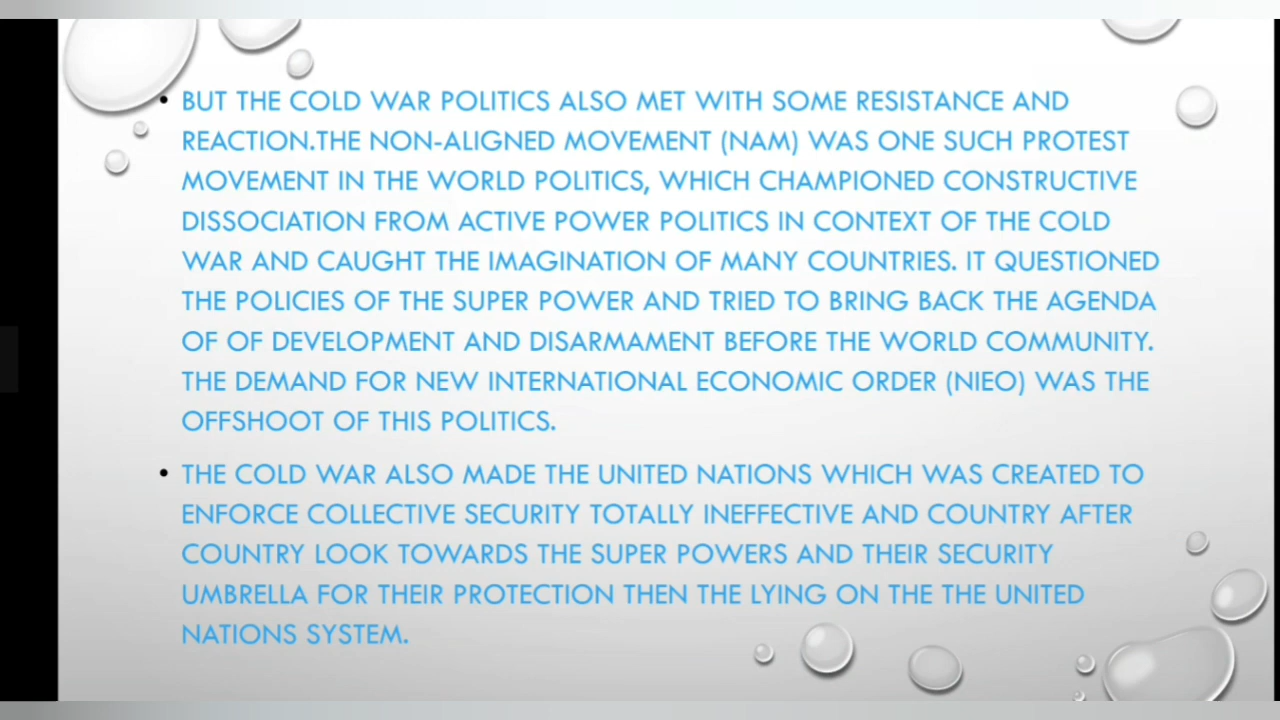 • BUT THE COLD WAR POLITICS ALSO MET WITH SOME RESISTANCE AND
REACTION.THE NON-ALIGNED MOVEMENT (NAM) WAS ONE SUCH PROTEST
MOVEMENT IN THE WORLD POLITICS, WHICH CHAMPIONED CONSTRUCTIVE
DISSOCIATION FROM ACTIVE POWER POLITICS IN CONTEXT OF THE COLD
WAR AND CAUGHT THE IMAGINATION OF MANY COUNTRIES. IT QUESTIONED
THE POLICIES OF THE SUPER POWER AND TRIED TO BRING BACK THE AGENDA
OF OF DEVELOPMENT AND DISARMAMENT BEFORE THE WORLD COMMUNITY.
THE DEMAND FOR NEW INTERNATIONAL ECONOMIC ORDER (NIEO) WAS THE
OFFSHOOT OF THIS POLITICS.
• THE COLD WAR ALSO MADE THE UNITED NATIONS WHICH WAS CREATED TO
ENFORCE COLLECTIVE SECURITY TOTALLY INEFFECTIVE AND COUNTRY AFTER
COUNTRY LOOK TOWARDS THE SUPER POWERS AND THEIR SECURITY
UMBRELLA FOR THEIR PROTECTION THEN THE LYING ON THE THE UNITED
NATIONS SYSTEM.